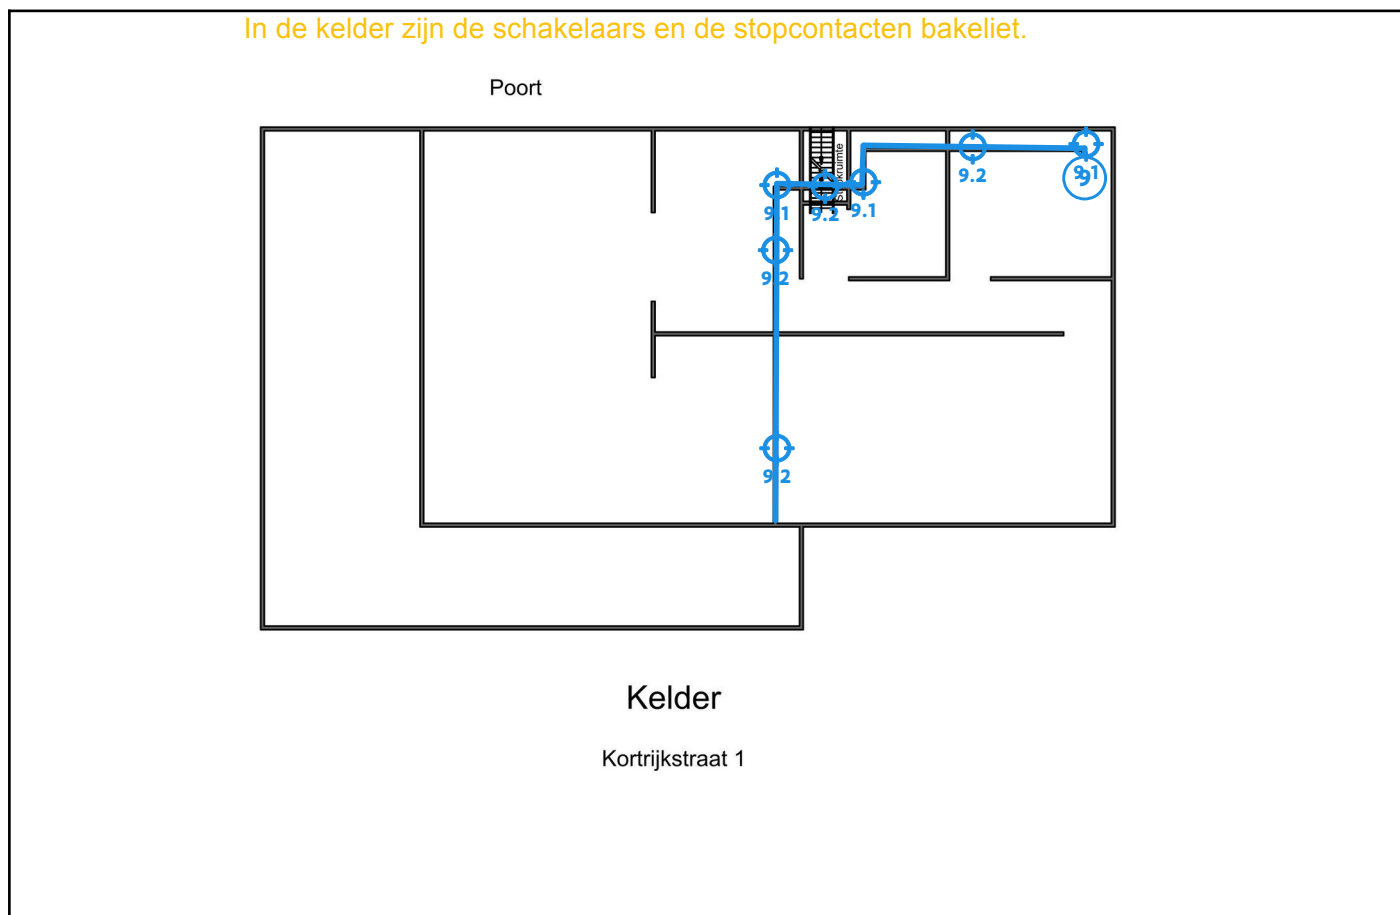 In de kelder zijn de schakelaars en de stopcontacten bakeliet.
Poort
9.2
9.1
9
9.1
9.2
9.1
9.2
9.2
Kelder
Kortrijkstraat 1